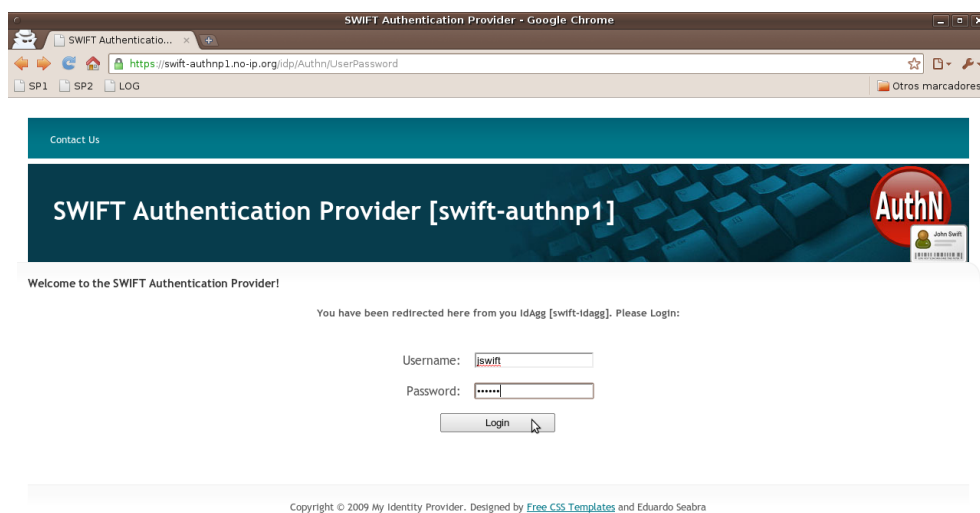 SWIFT Authentication Provider - Google Chrome
SWIFT Authenticatio...
https://swift-authnp1.no-ip.org/idp/Authn/UserPassword
SP1 SP2 LOG Otros marcadores
Contact Us
SWIFT Authentication Provider [swift-authnp1]
AuthN
John Swift
Welcome to the SWIFT Authentication Provider!
You have been redirected here from you IdAgg [swift-idagg]. Please Login:
Username: jswift
Password: ••••••
Login
Copyright © 2009 My Identity Provider. Designed by Free CSS Templates and Eduardo Seabra